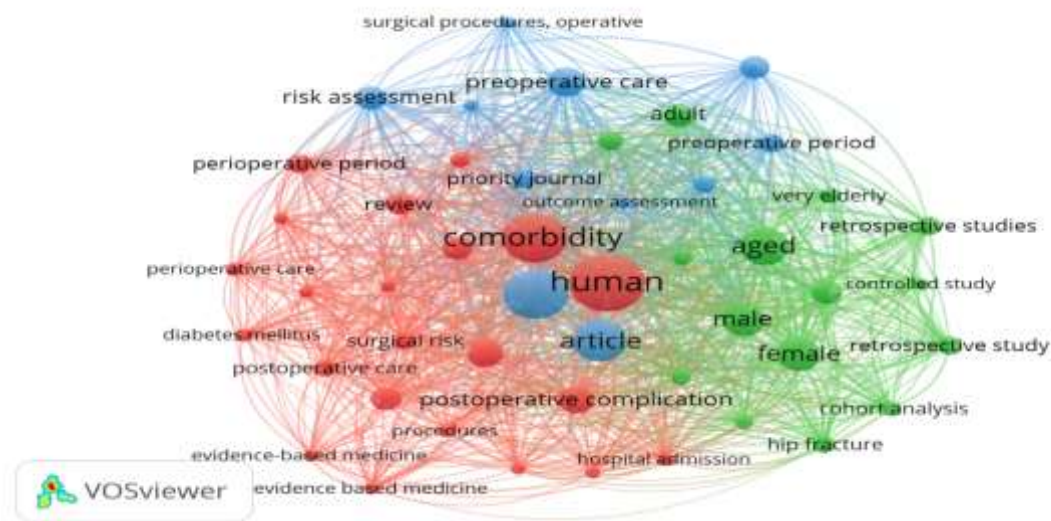 surgical procedures, operative
preoperative care
risk assessment
adult
preoperative period
perioperative period
priority journal
very elderly
review
outcome assessment
retrospective studies
comorbidity
aged
perioperative care
human
controlled study
male
diabetes mellitus
surgical risk
article
female
retrospective study
postoperative care
postoperative complication
cohort analysis
procedures
hip fracture
evidence-based medicine
hospital admission
evidence based medicine
VOSviewer